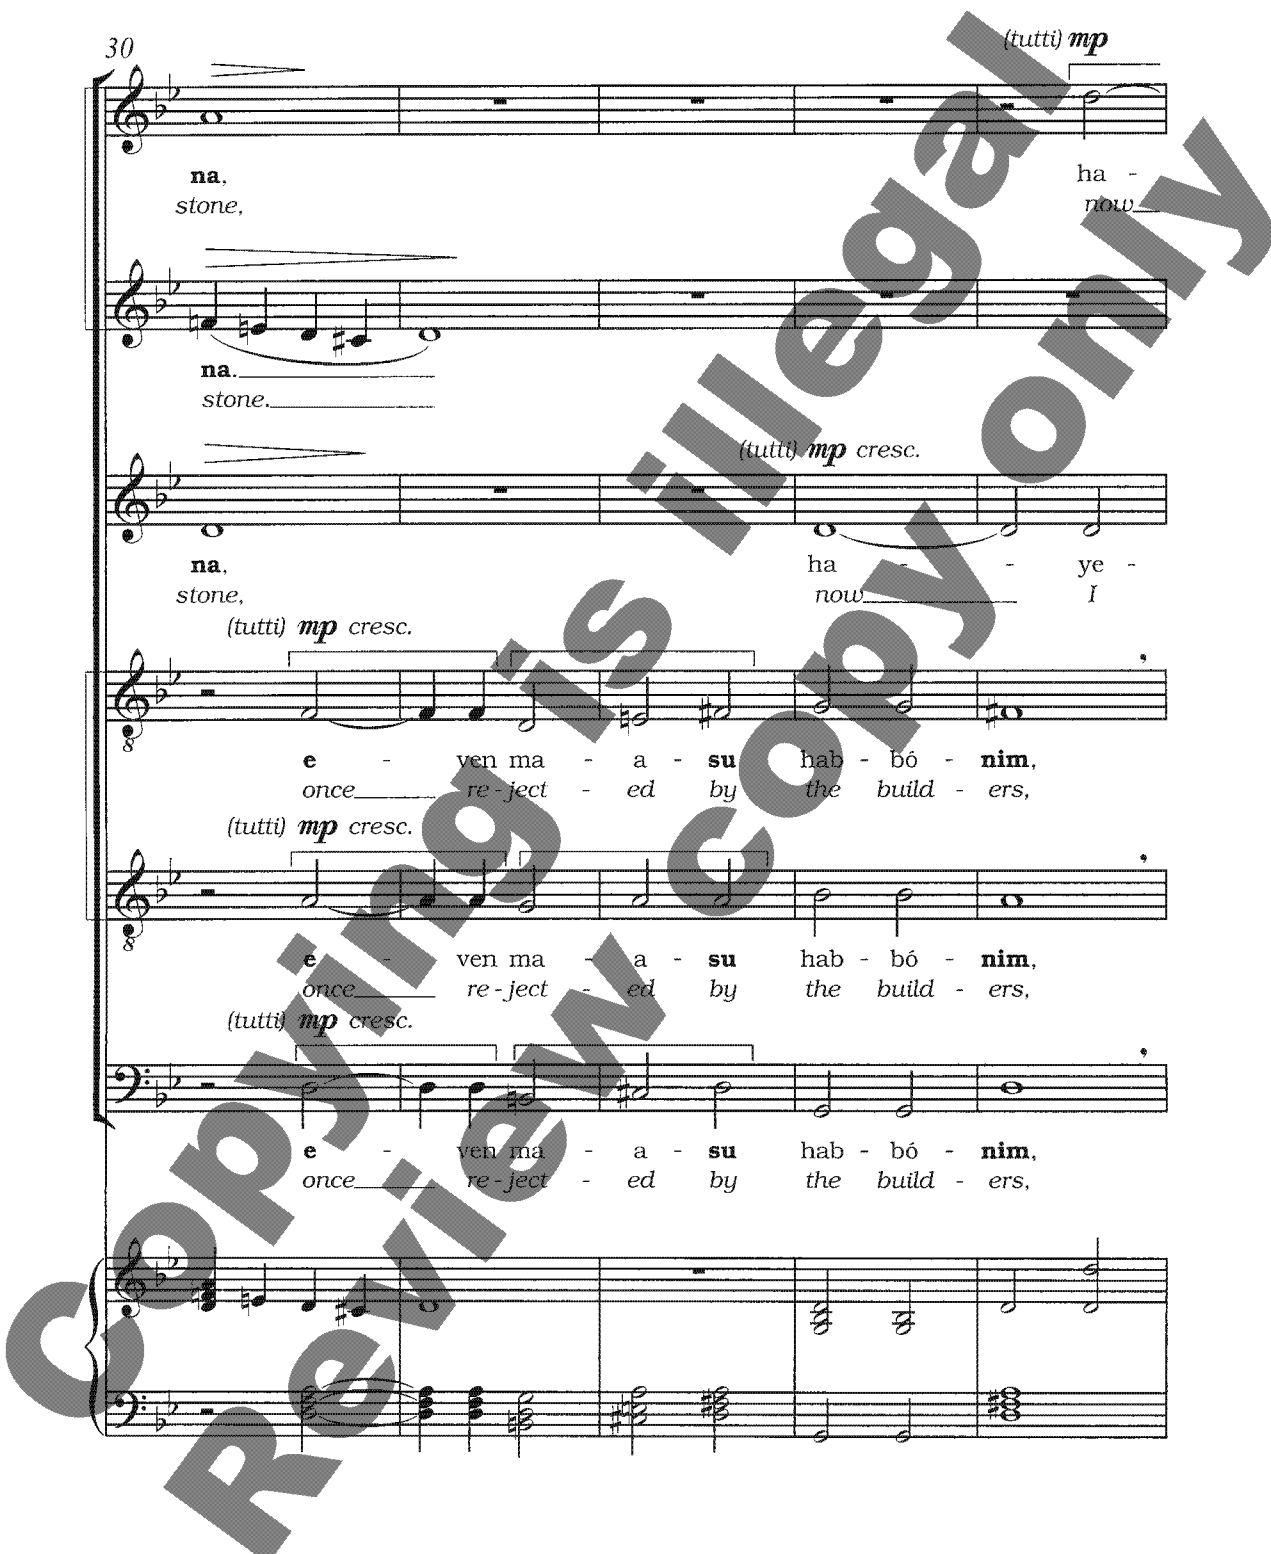 30
(tutti) mp
na, ha -
stone, now
na.
stone.
(tutti) mp cresc.
na, ha - - ye -
stone, now I
(tutti) mp cresc.
e - ven ma - a - su hab - bó - nim,
once re - ject - ed by the build - ers,
(tutti) mp cresc.
8
e - ven ma - a - su hab - bó - nim,
once re - ject - ed by the build - ers,
(tutti) mp cresc.
8
e - ven ma - a - su hab - bó - nim,
once re - ject - ed by the build - ers,
Copying is illegal
Review copy only